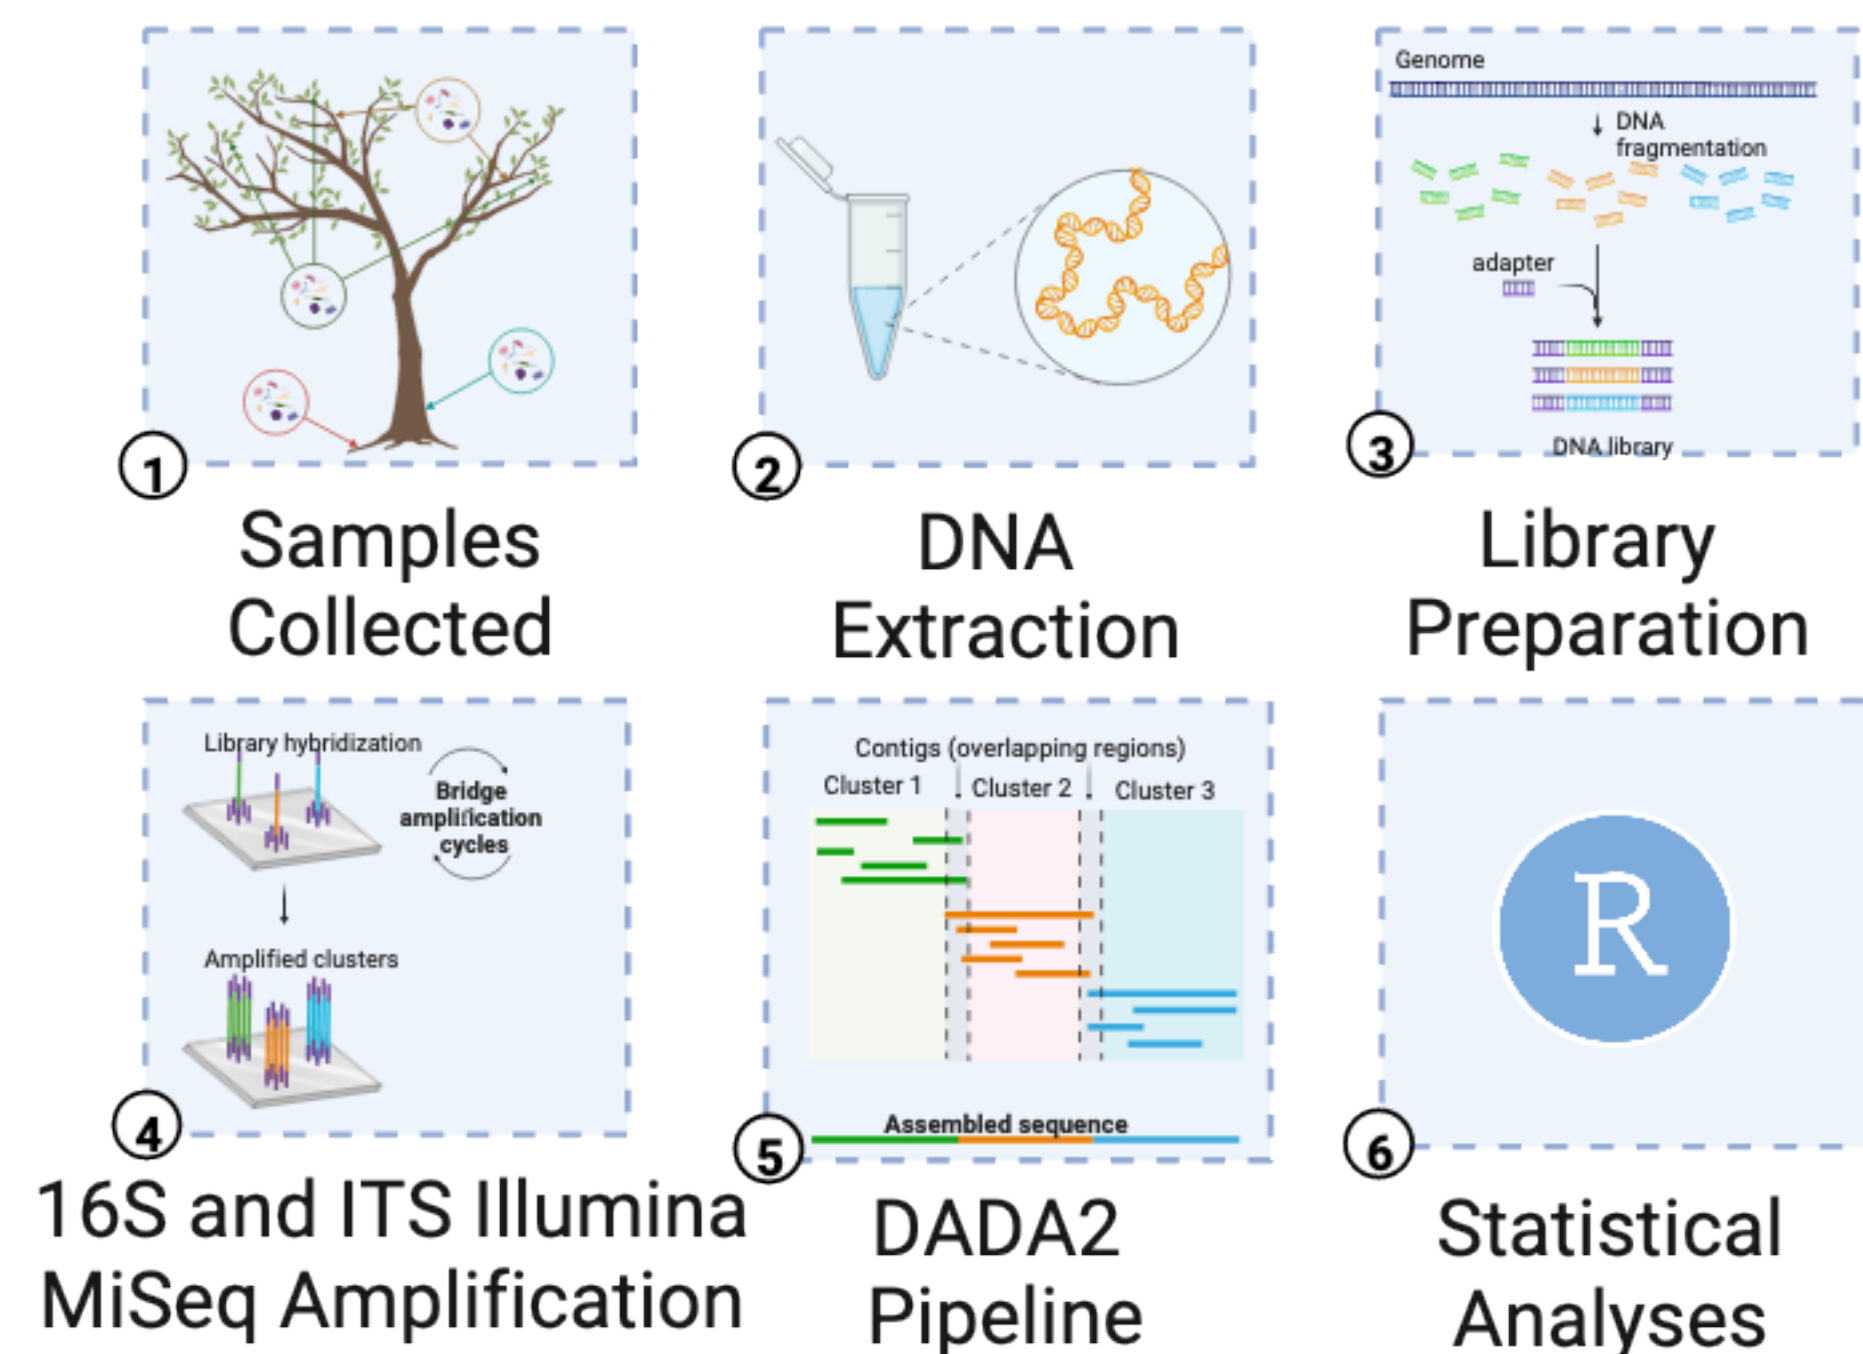 1
Samples
Collected
2
DNA
Extraction
Genome
DNA
fragmentation
adapter
DNA library
3
Library
Preparation
Library hybridization
Bridge
amplification
cycles
Amplified clusters
4
16S and ITS Illumina
MiSeq Amplification
Contigs (overlapping regions)
Cluster 1 Cluster 2 Cluster 3
Assembled sequence
5
DADA2
Pipeline
R
6
Statistical
Analyses